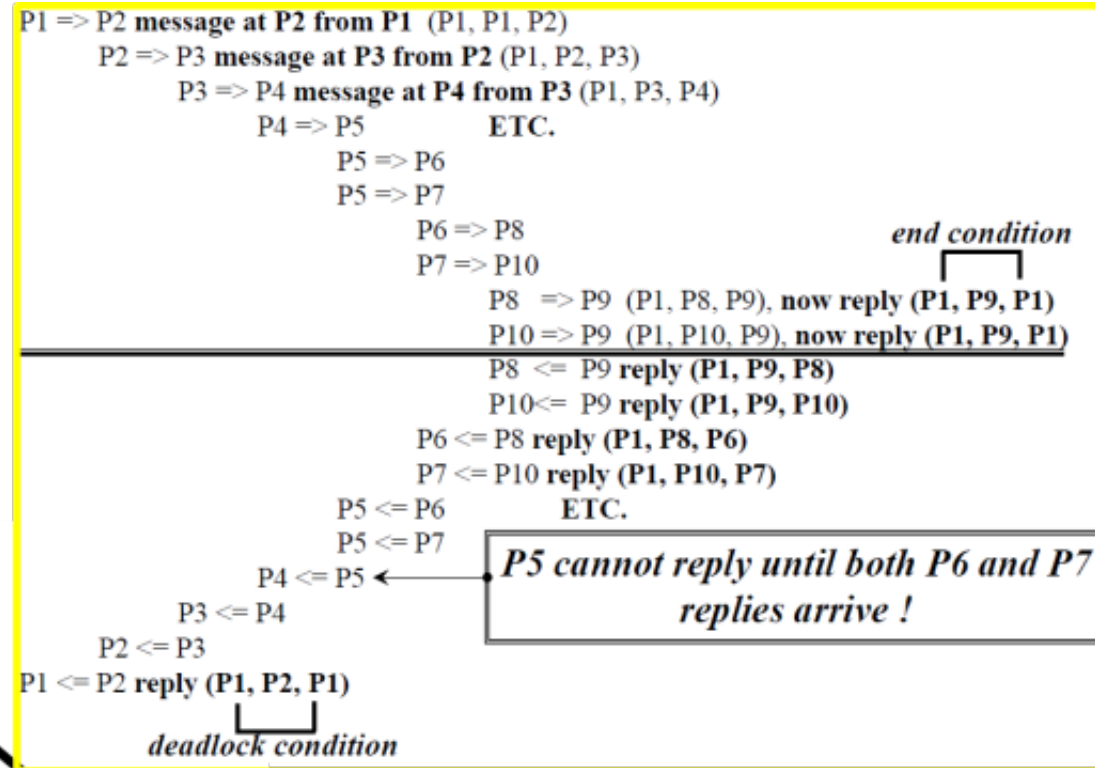 P1 => P2 message at P2 from P1 (P1, P1, P2)
P2 => P3 message at P3 from P2 (P1, P2, P3)
P3 => P4 message at P4 from P3 (P1, P3, P4)
P4 => P5 ETC.
P5 => P6
P5 => P7
P6 => P8
end condition
P7 => P10
P8 => P9 (P1, P8, P9), now reply (P1, P9, P1)
P10 => P9 (P1, P10, P9), now reply (P1, P9, P1)
P8 <= P9 reply (P1, P9, P8)
P10<= P9 reply (P1, P9, P10)
P6 <= P8 reply (P1, P8, P6)
P7 <= P10 reply (P1, P10, P7)
P5 <= P6 ETC.
P5 <= P7
P5 cannot reply until both P6 and P7
replies arrive !
P4 <= P5
P3 <= P4
P2 <= P3
P1 <= P2 reply (P1, P2, P1)
deadlock condition